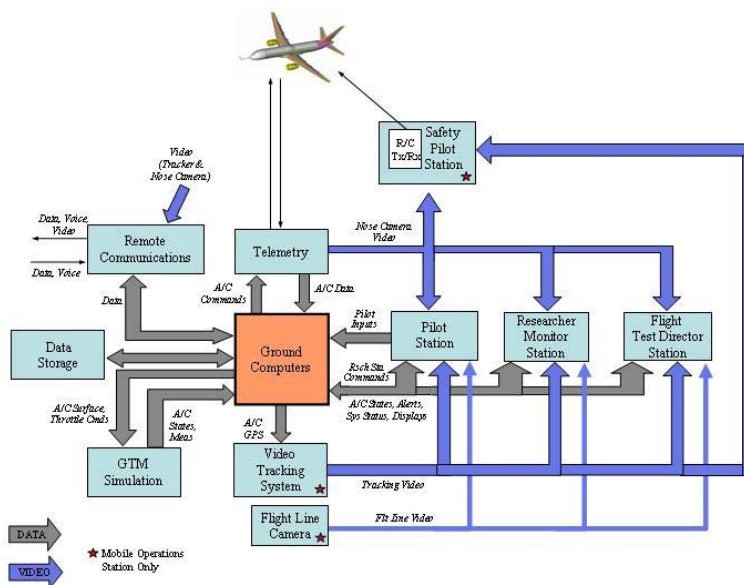 R/C
Tx/Rx
Safety
Pilot
Station
Video
(Tracker &
Nose Camera)
Data, Voice,
Video
Data, Voice
Remote
Communications
Telemetry
Nose Camera
Video
Data
A/C
Commands
A/C Data
Pilot
Inputs
Pilot
Station
Researcher
Monitor
Station
Flight
Test Director
Station
Data
Storage
Ground
Computers
Rsch Sta.
Commands
A/C States, Alerts,
Sys Status, Displays
A/C Surface,
Throttle Cmds
A/C
States,
Meas
A/C
GPS
GTM
Simulation
Video
Tracking
System
Tracking Video
Flight Line
Camera
Flt Line Video
DATA
VIDEO
Mobile Operations
Station Only